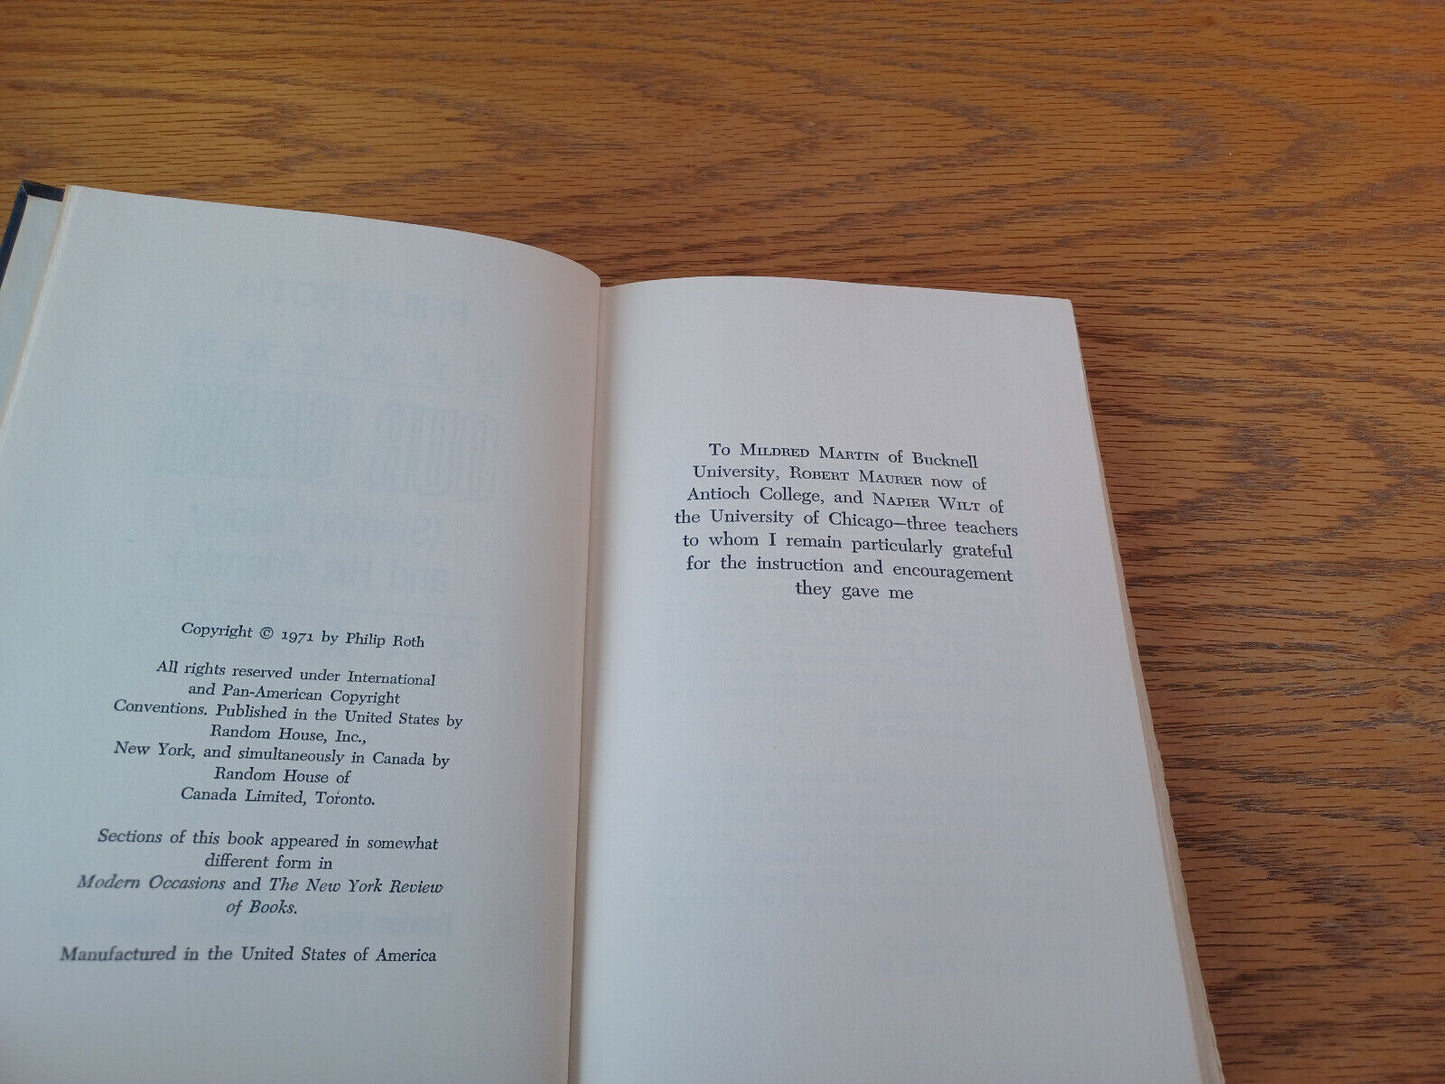 Copyright © 1971 by Philip Roth
All rights reserved under International
and Pan-American Copyright
Conventions. Published in the United States by
Random House, Inc.,
New York, and simultaneously in Canada by
Random House of
Canada Limited, Toronto.
Sections of this book appeared in somewhat
different form in
Modern Occasions and The New York Review
of Books.
Manufactured in the United States of America
To MILDRED MARTIN of Bucknell
University, ROBERT MAURER now of
Antioch College, and NAPIER WILT of
the University of Chicago—three teachers
to whom I remain particularly grateful
for the instruction and encouragement
they gave me